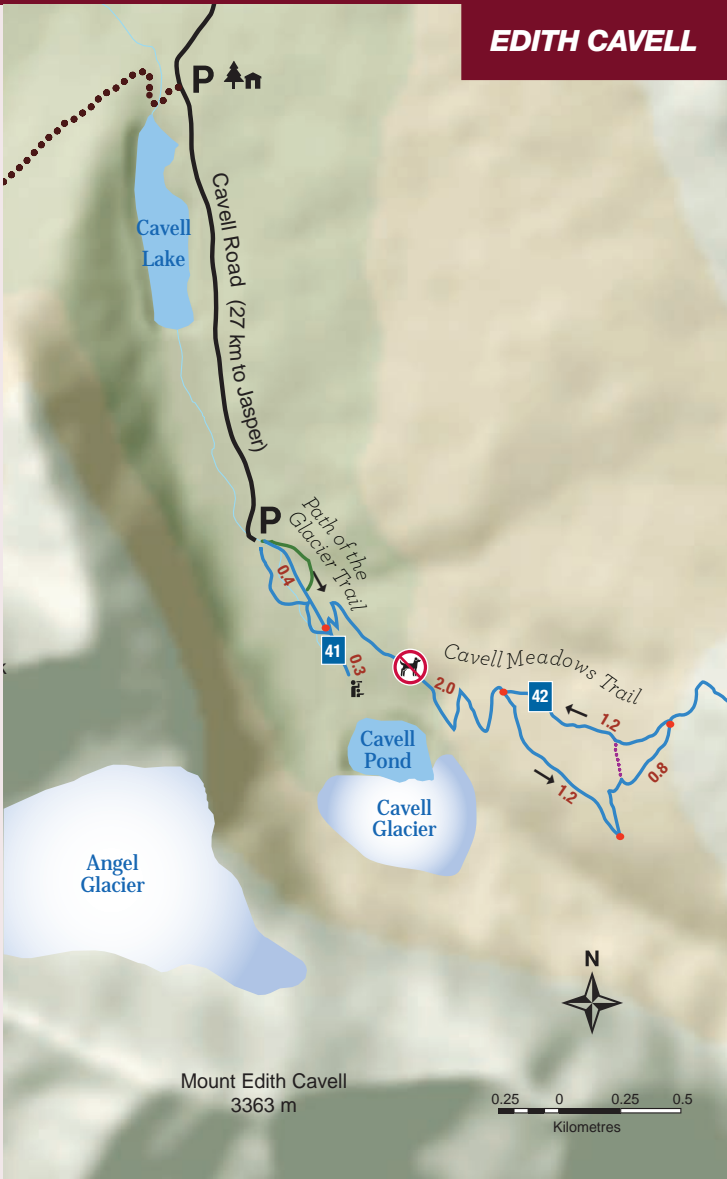 EDITH CAVELL
P
Cavell
Lake
Cavell Road (27 km to Jasper)
P
Path of the
Glacier Trail
0.4
41
0.3
Cavell Meadows Trail
2.0
42
1.2
1.2
0.8
Cavell
Pond
Cavell
Glacier
Angel
Glacier
N
Mount Edith Cavell
3363 m
0.25 0 0.25 0.5
Kilometres